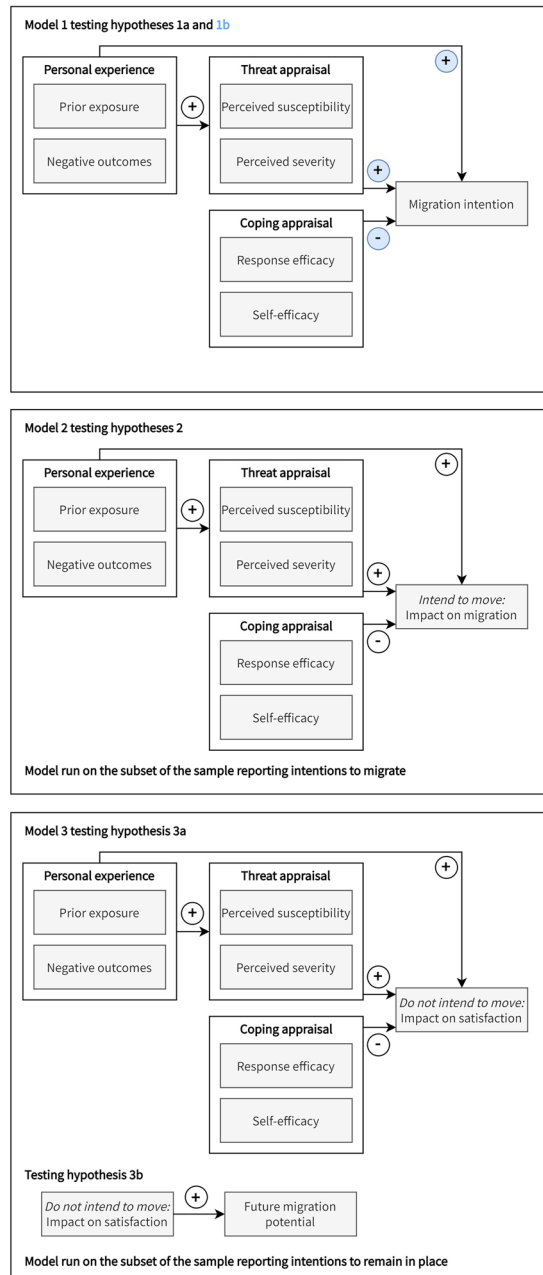 Model 1 testing hypotheses 1a and 1b
+
Personal experience
Threat appraisal
Prior exposure
+
Perceived susceptibility
Negative outcomes
Perceived severity
+
Migration intention
Coping appraisal
-
Response efficacy
Self-efficacy
Model 2 testing hypotheses 2
+
Personal experience
Threat appraisal
Prior exposure
+
Perceived susceptibility
Negative outcomes
Perceived severity
+
Intend to move:
Impact on migration
Coping appraisal
-
Response efficacy
Self-efficacy
Model run on the subset of the sample reporting intentions to migrate
Model 3 testing hypothesis 3a
+
Personal experience
Threat appraisal
Prior exposure
+
Perceived susceptibility
Negative outcomes
Perceived severity
+
Do not intend to move:
Impact on satisfaction
Coping appraisal
-
Response efficacy
Self-efficacy
Testing hypothesis 3b
Do not intend to move:
Impact on satisfaction
+
Future migration
potential
Model run on the subset of the sample reporting intentions to remain in place